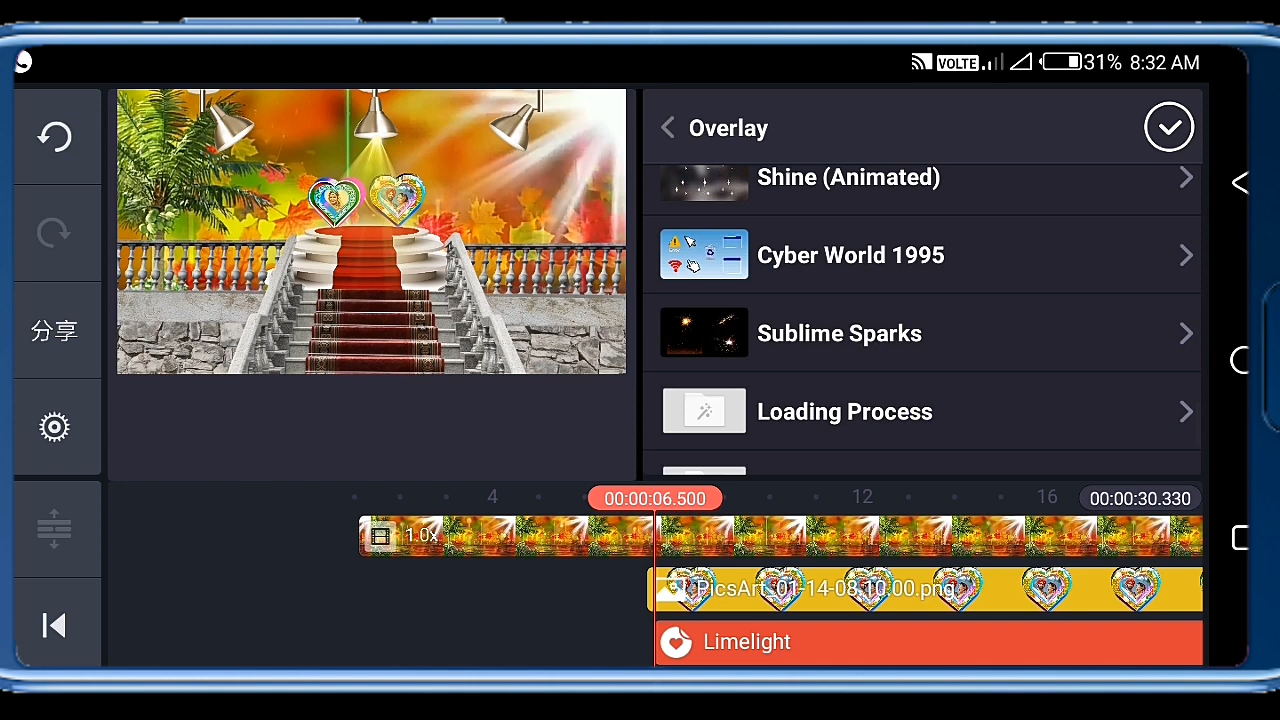 VOLTE 31% 8:32 AM
Overlay
Shine (Animated)
Cyber World 1995
Sublime Sparks
Loading Process
分享
4 12 16
00:00:06.500 00:00:30.330
1.0x
PicsArt_01-14-08.10.00.png
Limelight